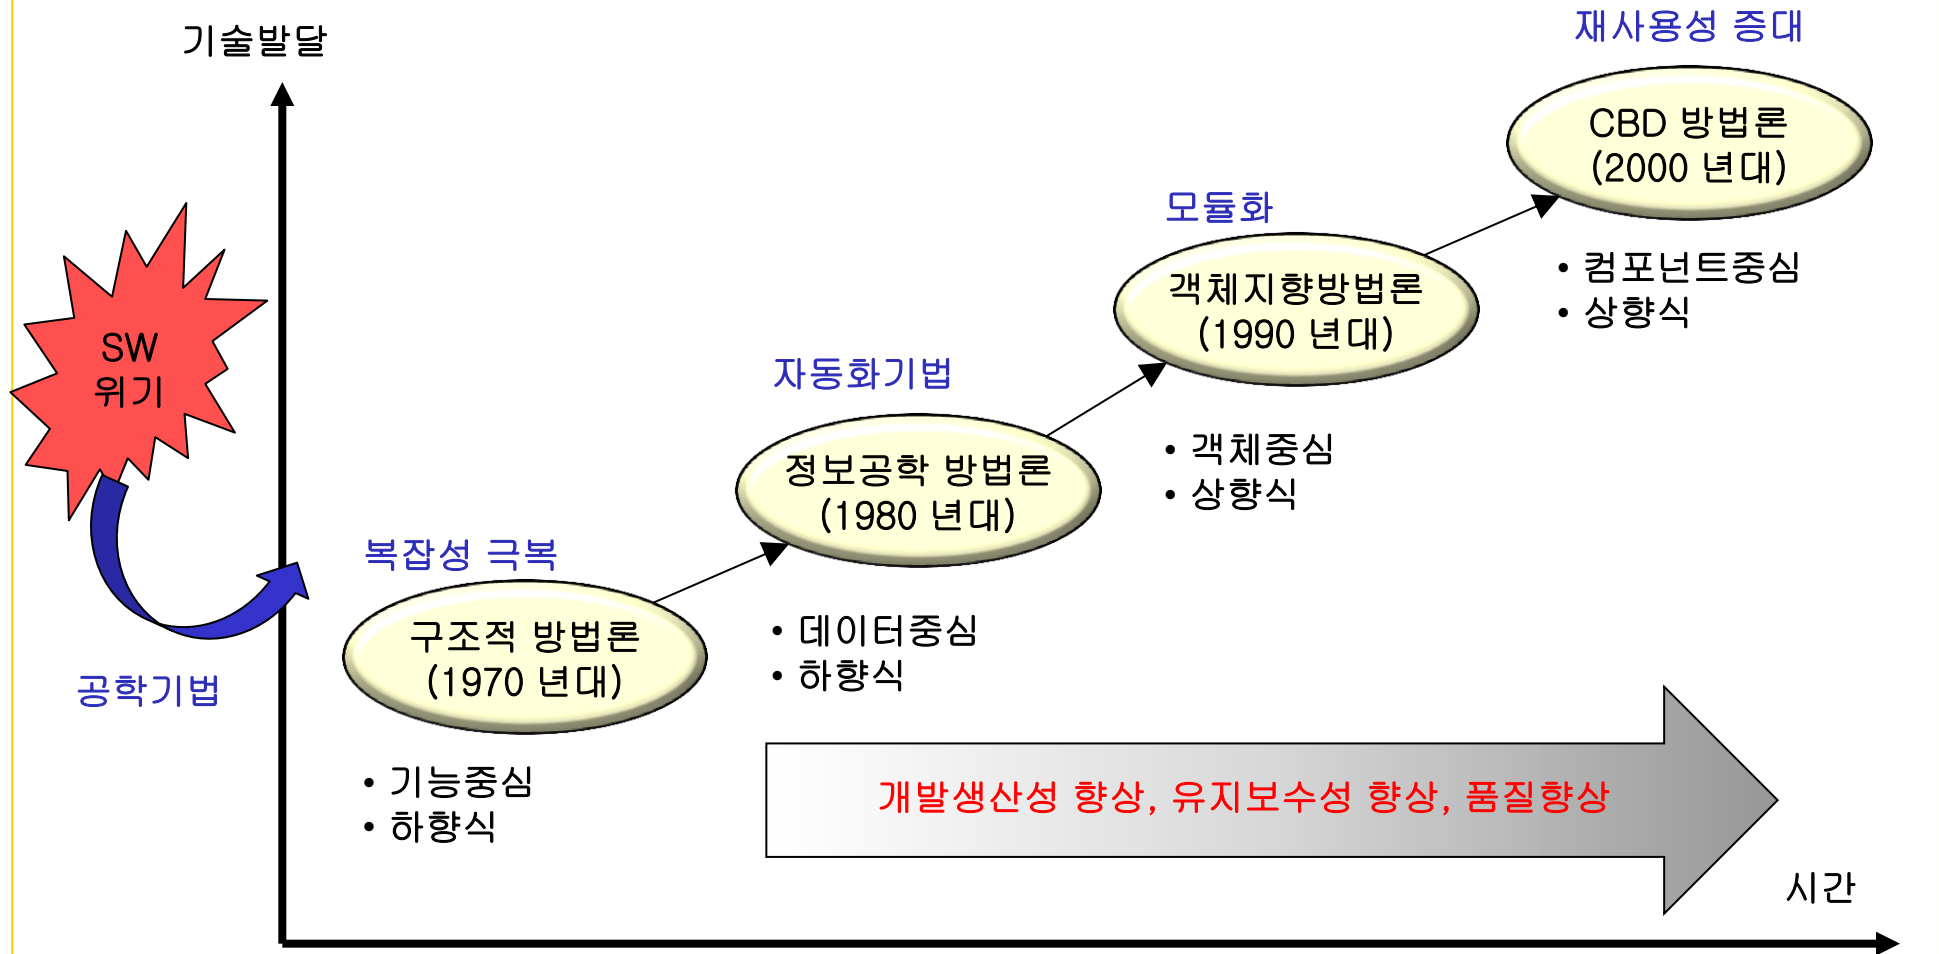 기술발달
SW
위기
공학기법
복잡성 극복
구조적 방법론
(1970 년대)
• 기능중심
• 하향식
자동화기법
정보공학 방법론
(1980 년대)
• 데이터중심
• 하향식
모듈화
객체지향방법론
(1990 년대)
• 객체중심
• 상향식
재사용성 증대
CBD 방법론
(2000 년대)
• 컴포넌트중심
• 상향식
개발생산성 향상, 유지보수성 향상, 품질향상
시간